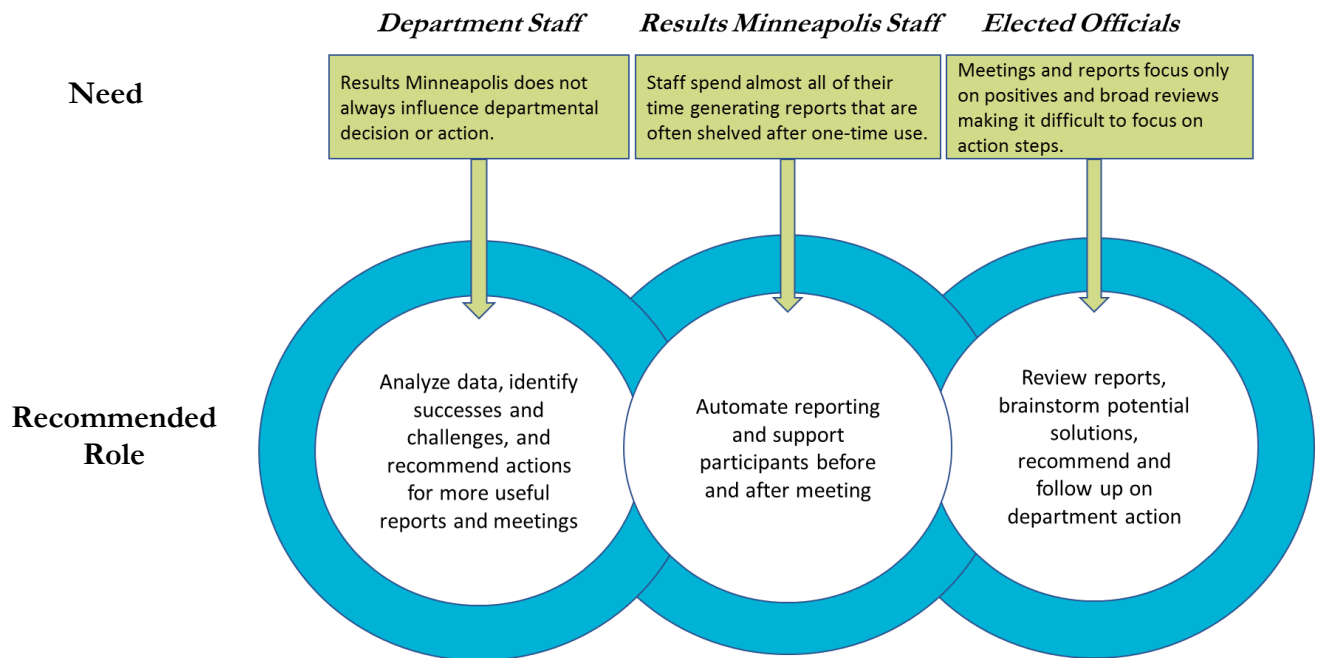 Department Staff
Results Minneapolis Staff
Elected Officials
Need
Results Minneapolis does not
always influence departmental
decision or action.
Staff spend almost all of their
time generating reports that are
often shelved after one-time use.
Meetings and reports focus only
on positives and broad reviews
making it difficult to focus on
action steps.
Recommended
Role
Analyze data, identify
successes and
challenges, and
recommend actions
for more useful
reports and meetings
Automate reporting
and support
participants before
and after meeting
Review reports,
brainstorm potential
solutions,
recommend and
follow up on
department action